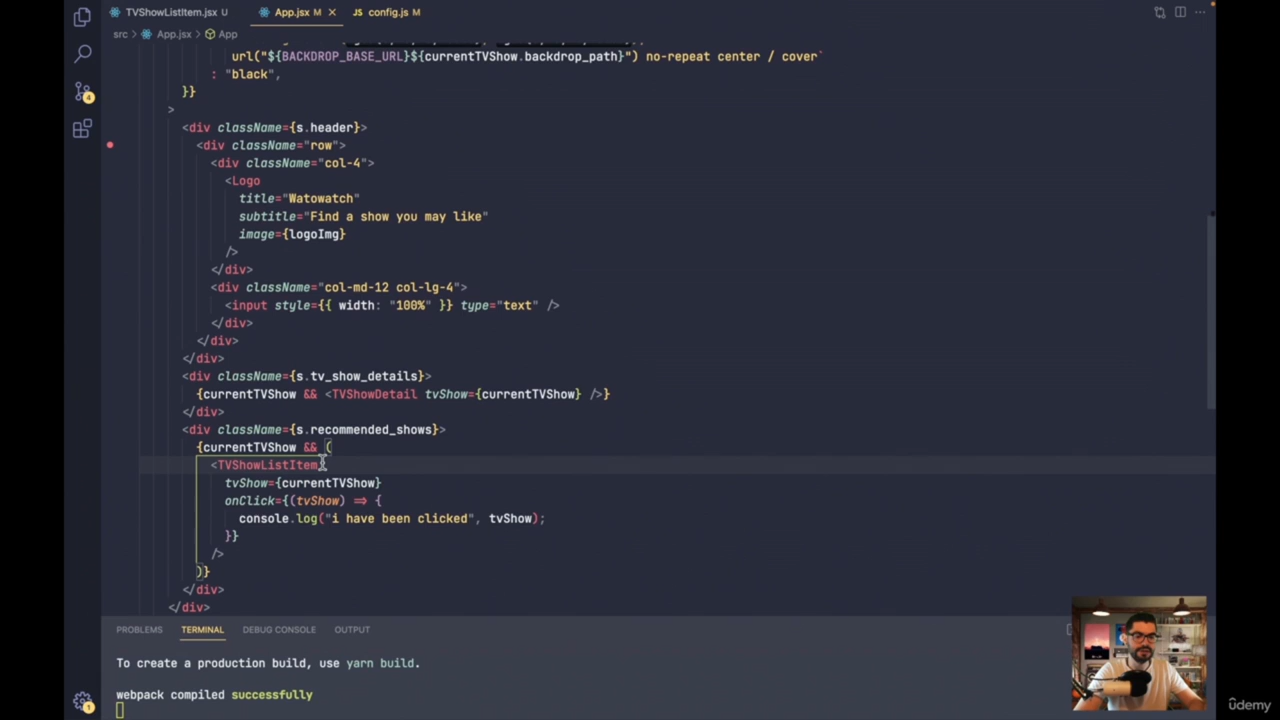 TVShowListItem.jsx U
App.jsx M
JS config.js M
src > App.jsx > App
url("${BACKDROP_BASE_URL}${currentTVShow.backdrop_path}") no-repeat center / cover`
: "black",
}}
>
<div className={s.header}>
<div className="row">
<div className="col-4">
<Logo
title="Watowatch"
subtitle="Find a show you may like"
image={logoImg}
/>
</div>
<div className="col-md-12 col-lg-4">
<input style={{ width: "100%" }} type="text" />
</div>
</div>
</div>
<div className={s.tv_show_details}>
{currentTVShow && <TVShowDetail tvShow={currentTVShow} />}
</div>
<div className={s.recommended_shows}>
{currentTVShow && (
<TVShowListItem
tvShow={currentTVShow}
onClick={(tvShow) => {
console.log("i have been clicked", tvShow);
}}
/>
)}
</div>
</div>
4
1
PROBLEMS TERMINAL DEBUG CONSOLE OUTPUT
To create a production build, use yarn build.
webpack compiled successfully
ûdemy